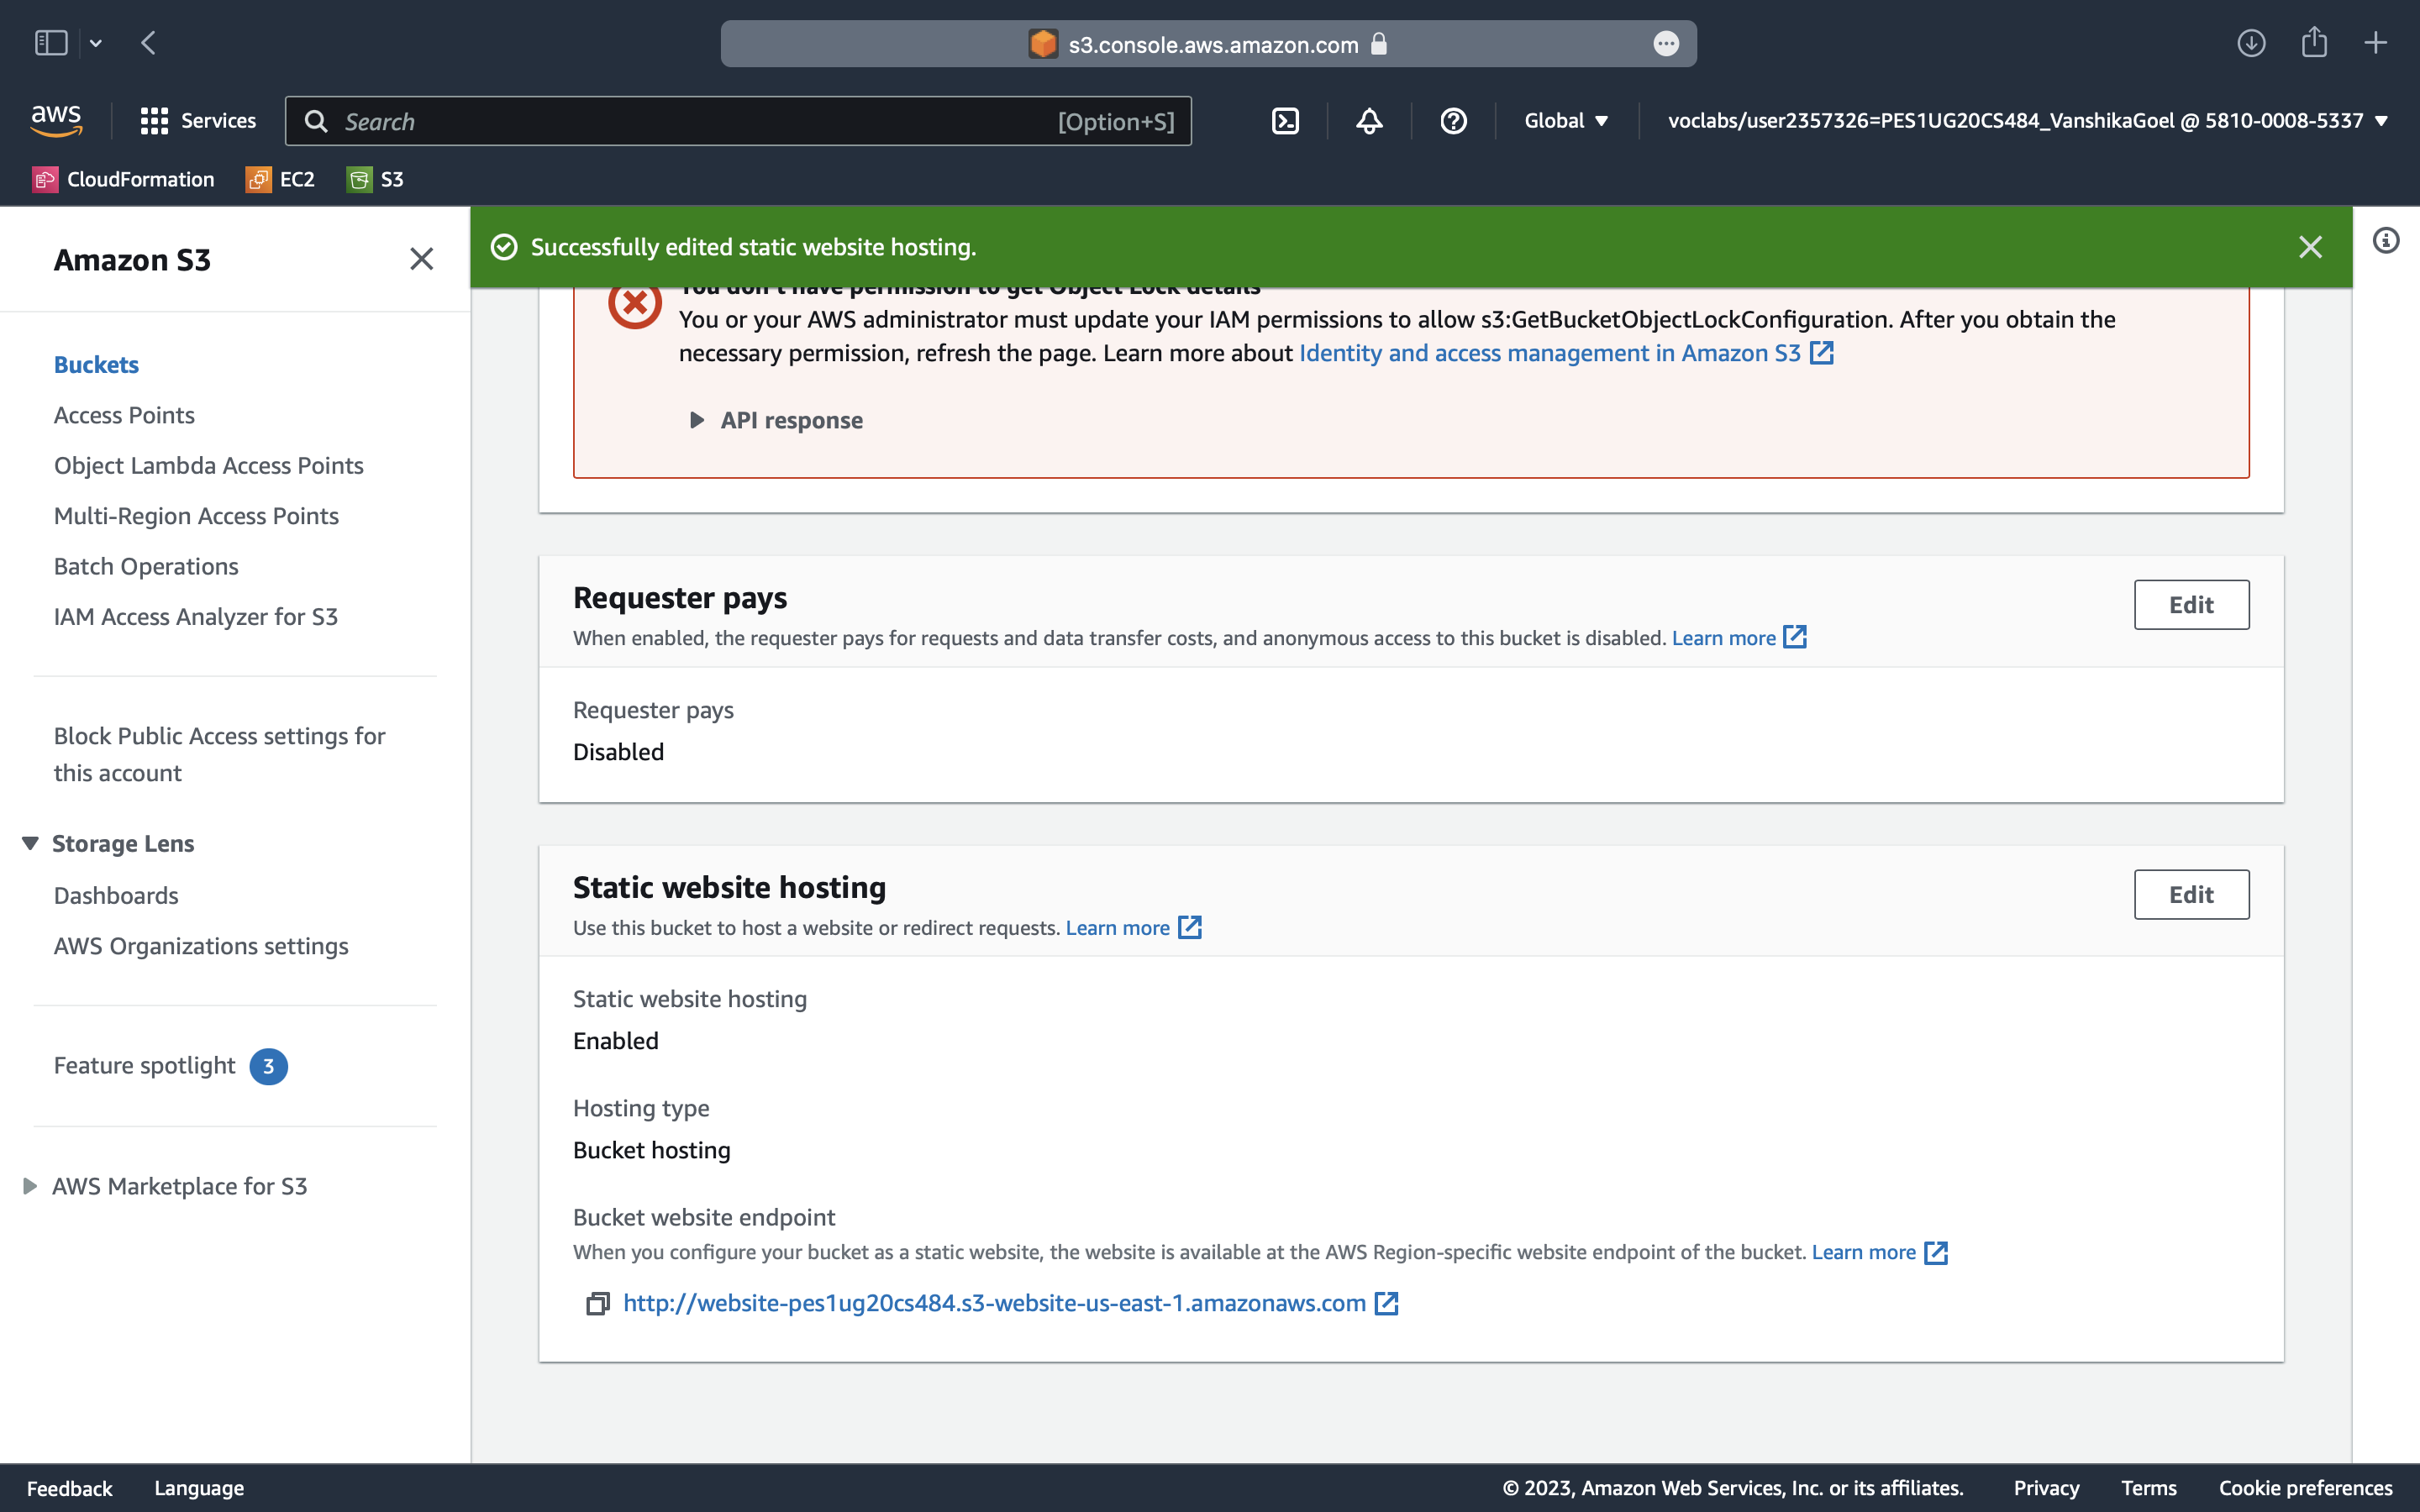 s3.console.aws.amazon.com
aws
Services
Search
[Option+S]
Global
voclabs/user2357326=PES1UG20CS484_VanshikaGoel @ 5810-0008-5337
CloudFormation
EC2
S3
Amazon S3
Buckets
Access Points
Object Lambda Access Points
Multi-Region Access Points
Batch Operations
IAM Access Analyzer for S3
Block Public Access settings for
this account
Storage Lens
Dashboards
AWS Organizations settings
Feature spotlight 3
AWS Marketplace for S3
Successfully edited static website hosting.
You don't have permission to get Object Lock details
You or your AWS administrator must update your IAM permissions to allow s3:GetBucketObjectLockConfiguration. After you obtain the
necessary permission, refresh the page. Learn more about Identity and access management in Amazon S3
API response
Requester pays
Edit
When enabled, the requester pays for requests and data transfer costs, and anonymous access to this bucket is disabled. Learn more
Requester pays
Disabled
Static website hosting
Edit
Use this bucket to host a website or redirect requests. Learn more
Static website hosting
Enabled
Hosting type
Bucket hosting
Bucket website endpoint
When you configure your bucket as a static website, the website is available at the AWS Region-specific website endpoint of the bucket. Learn more
http://website-pes1ug20cs484.s3-website-us-east-1.amazonaws.com
Feedback
Language
© 2023, Amazon Web Services, Inc. or its affiliates.
Privacy
Terms
Cookie preferences